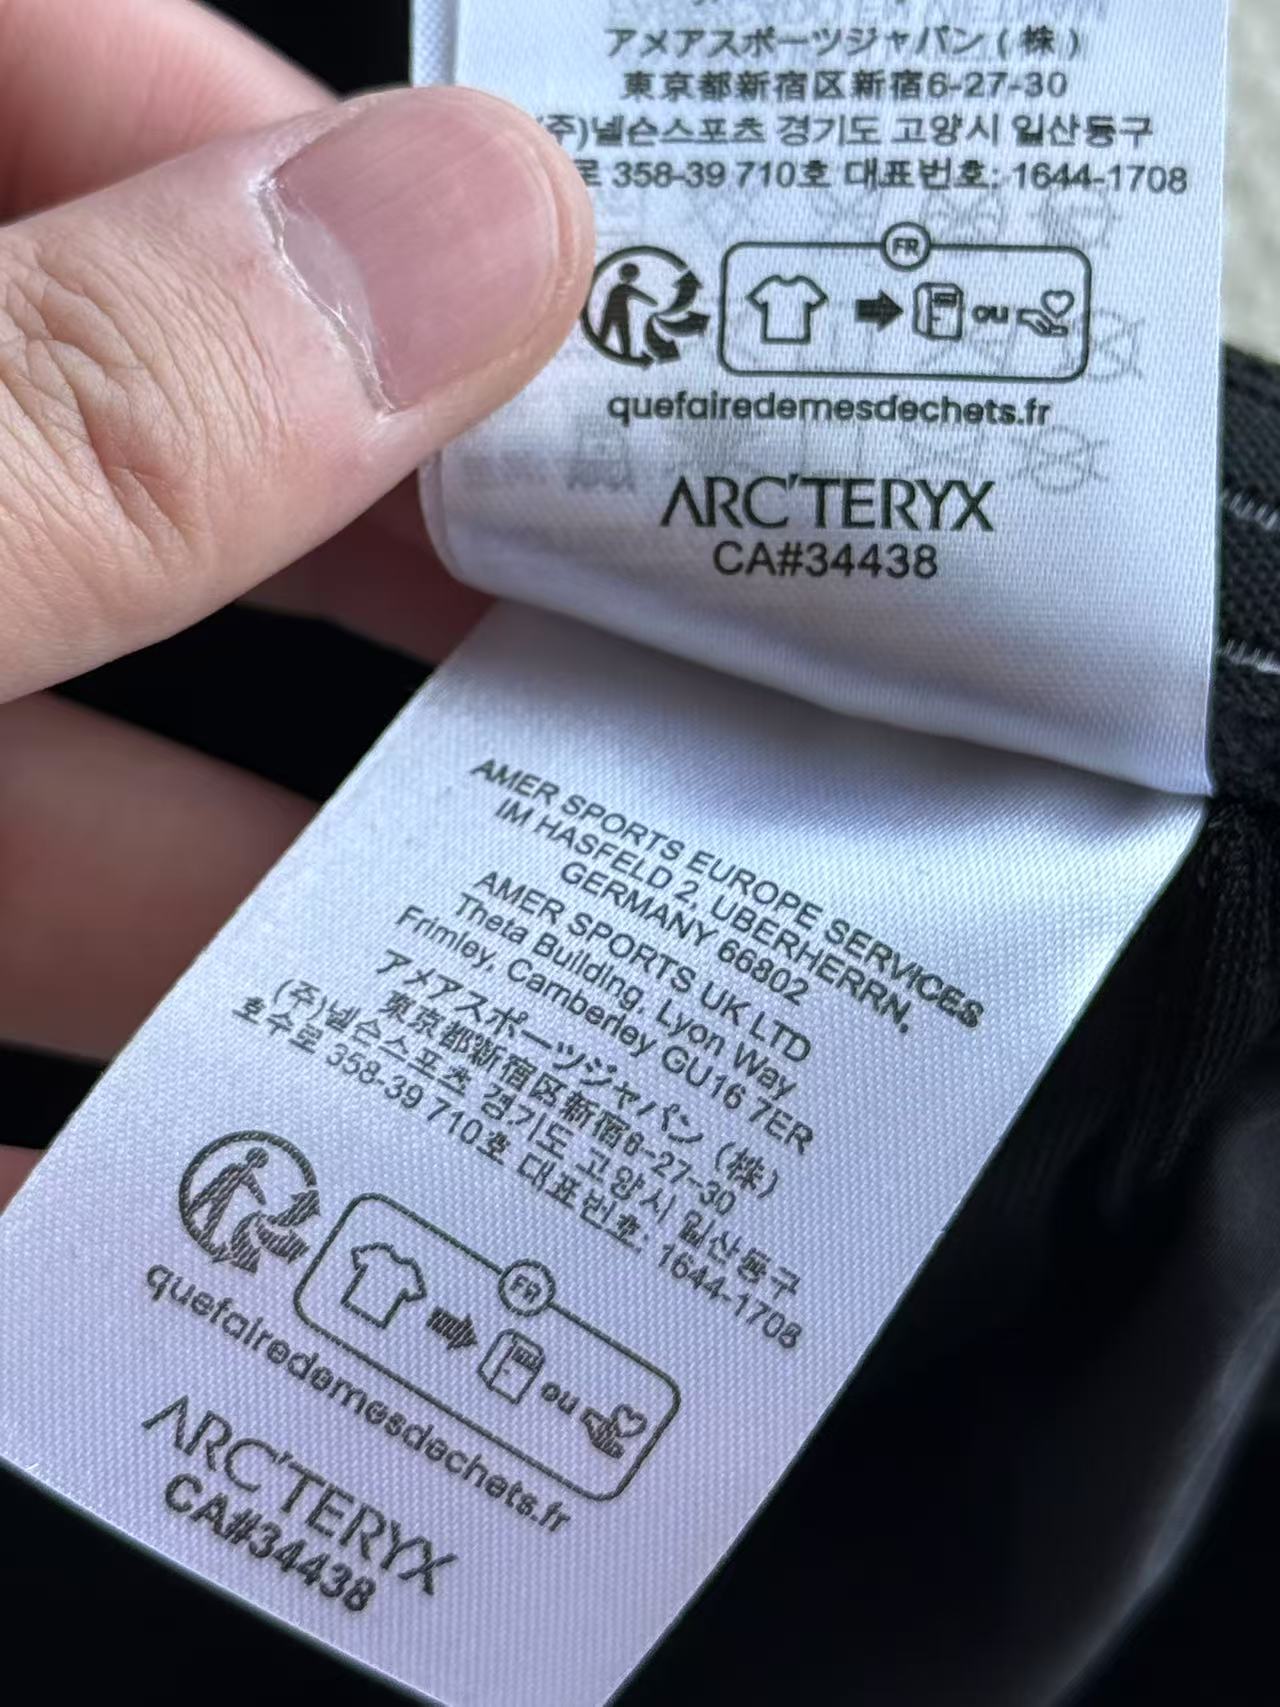 アメアスポーツジャパン (株)
東京都新宿区新宿6-27-30
주)넬슨스포츠 경기도 고양시 일산동구
로 358-39 710호 대표번호: 1644-1708
FR
ou
quefairedemesdechets.fr
ARC'TERYX
CA#34438
AMER SPORTS EUROPE SERVICES
IM HASFELD 2, UBERHERRN,
GERMANY 66802
AMER SPORTS UK LTD
Theta Building, Lyon Way
Frimley, Camberley GU16 7ER
アメアスポーツジャパン (株)
東京都新宿区新宿6-27-30
(주)넬슨스포츠 경기도 고양시 일산동구
호수로 358-39 710호 대표번호: 1644-1708
FR
ou
quefairedemesdechets.fr
ARC'TERYX
CA#34438